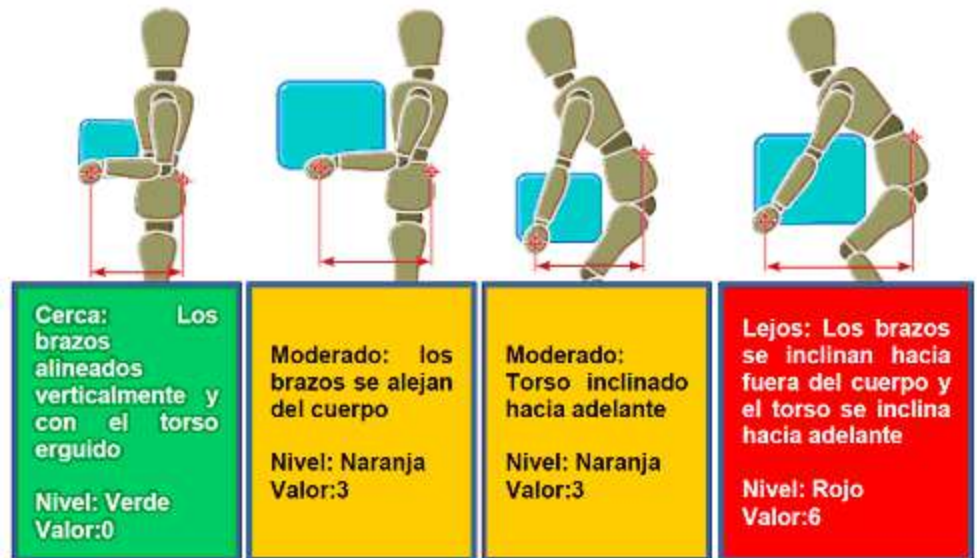 Cerca: Los
brazos
alineados
verticalmente y
con el torso
erguido
Nivel: Verde
Valor:0
Moderado: los
brazos se alejan
del cuerpo
Nivel: Naranja
Valor:3
Moderado:
Torso inclinado
hacia adelante
Nivel: Naranja
Valor:3
Lejos: Los brazos
se inclinan hacia
fuera del cuerpo y
el torso se inclina
hacia adelante
Nivel: Rojo
Valor:6